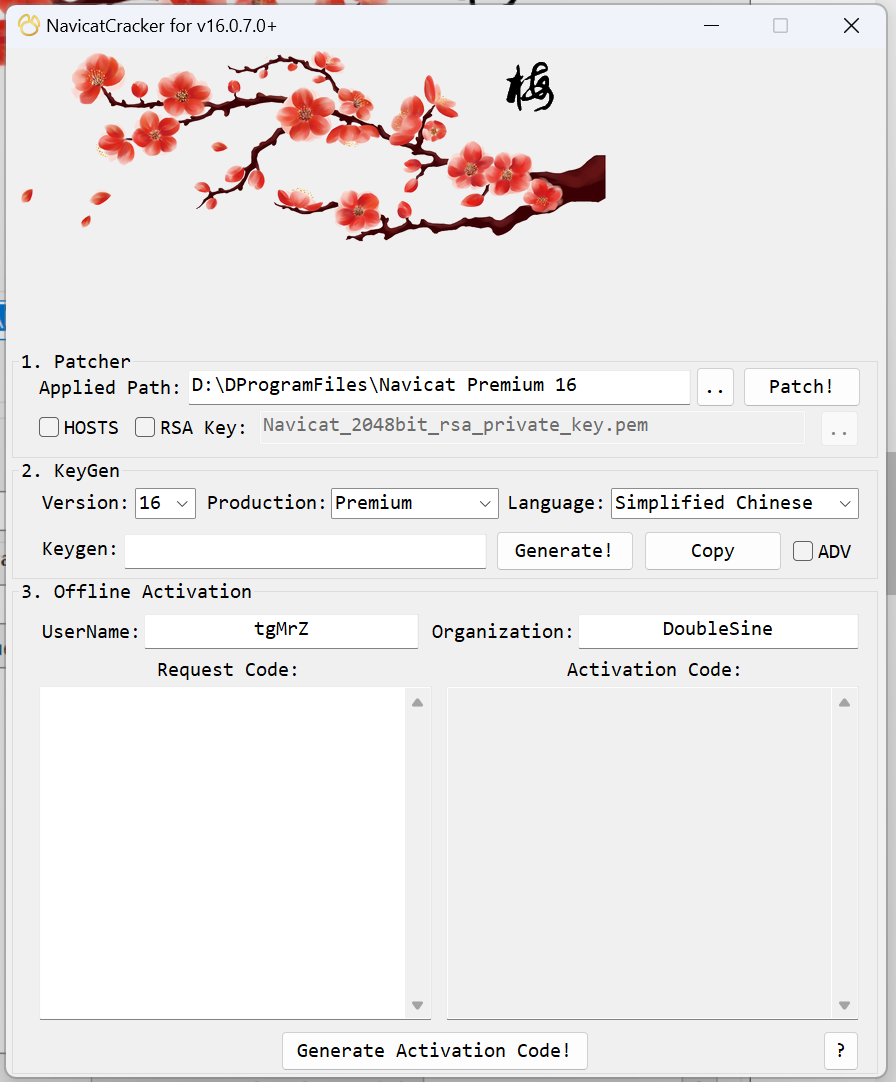 NavicatCracker for v16.0.7.0+
梅
1. Patcher
Applied Path: D:\DProgramFiles\Navicat Premium 16 .. Patch!
HOSTS RSA Key: Navicat_2048bit_rsa_private_key.pem ..
2. KeyGen
Version: 16 Production: Premium Language: Simplified Chinese
Keygen: Generate! Copy ADV
3. Offline Activation
UserName: tgMrZ Organization: DoubleSine
Request Code: Activation Code:
Generate Activation Code! ?